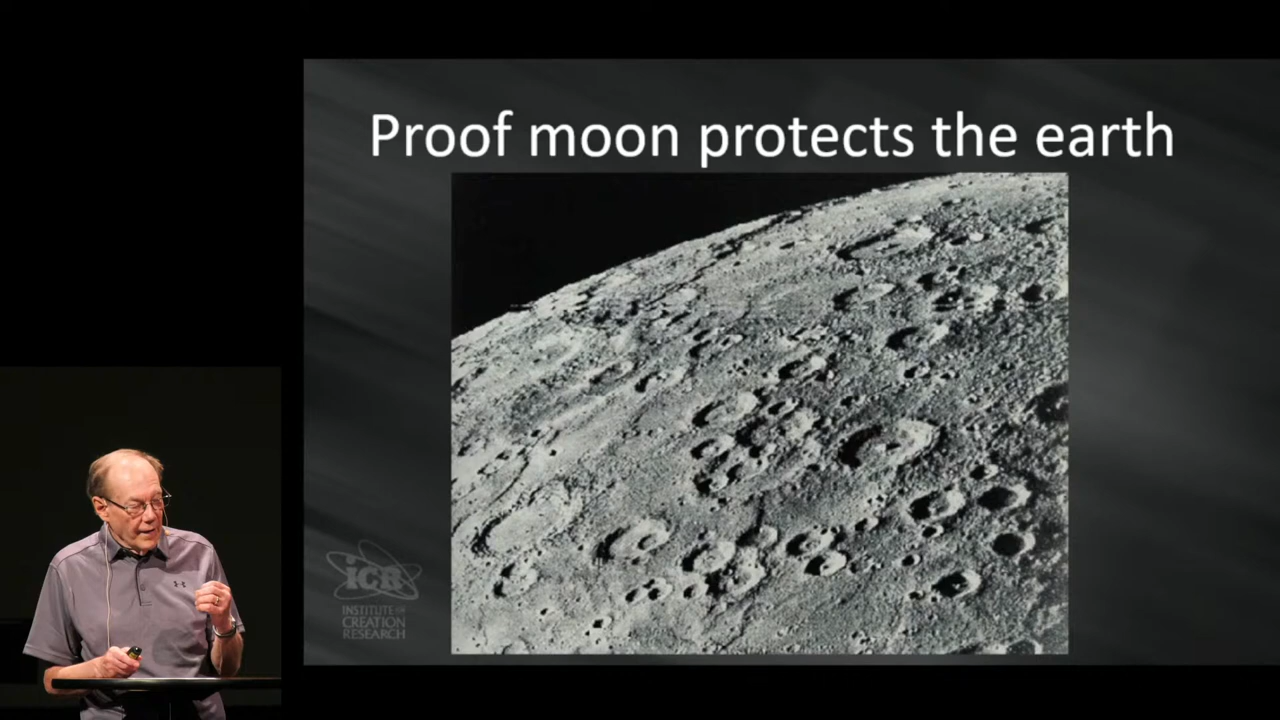 Proof moon protects the earth
icr
INSTITUTE FOR
CREATION
RESEARCH